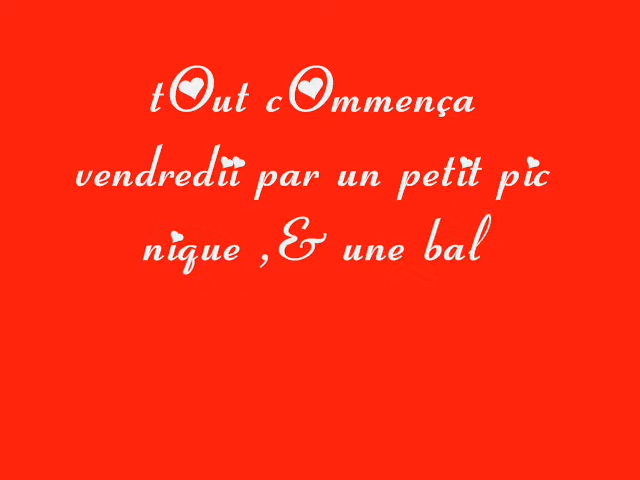 tOut cOmmença
vendredii par un petit pic
nique ,& une bal